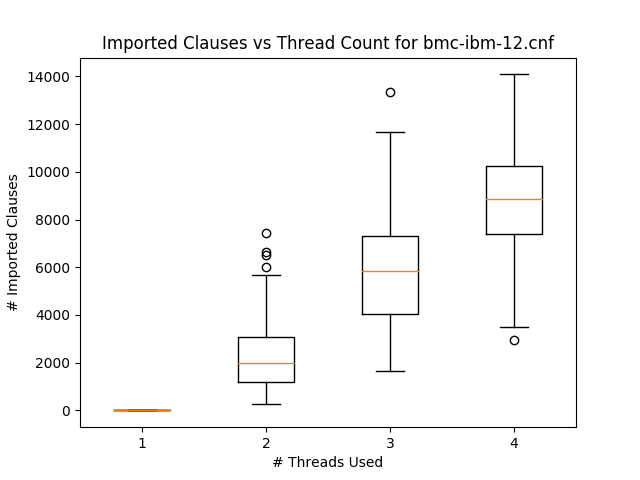 Imported Clauses vs Thread Count for bmc-ibm-12.cnf
14000
12000
10000
8000
6000
4000
2000
0
# Imported Clauses
1 2 3 4
# Threads Used